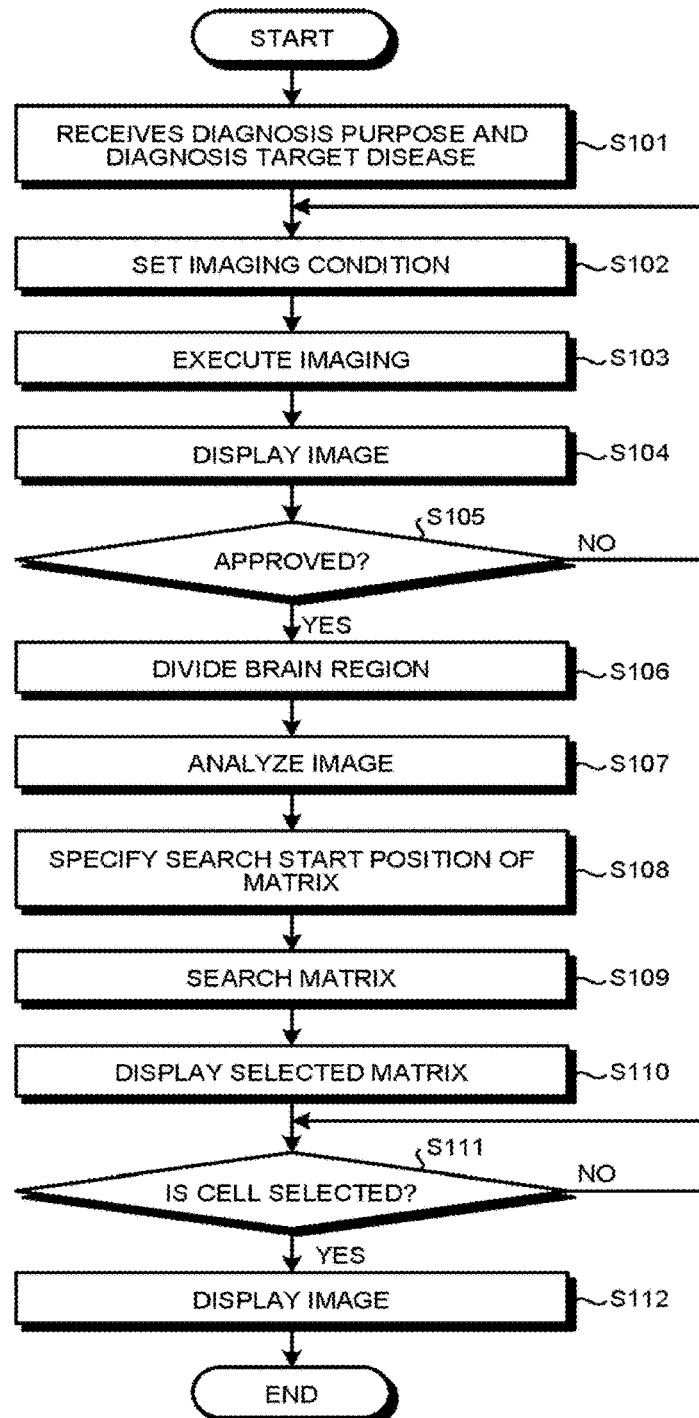 START
RECEIVES DIAGNOSIS PURPOSE AND
DIAGNOSIS TARGET DISEASE
S101
SET IMAGING CONDITION
S102
EXECUTE IMAGING
S103
DISPLAY IMAGE
S104
S105
APPROVED?
NO
YES
DIVIDE BRAIN REGION
S106
ANALYZE IMAGE
S107
SPECIFY SEARCH START POSITION OF
MATRIX
S108
SEARCH MATRIX
S109
DISPLAY SELECTED MATRIX
S110
S111
IS CELL SELECTED?
NO
YES
DISPLAY IMAGE
S112
END